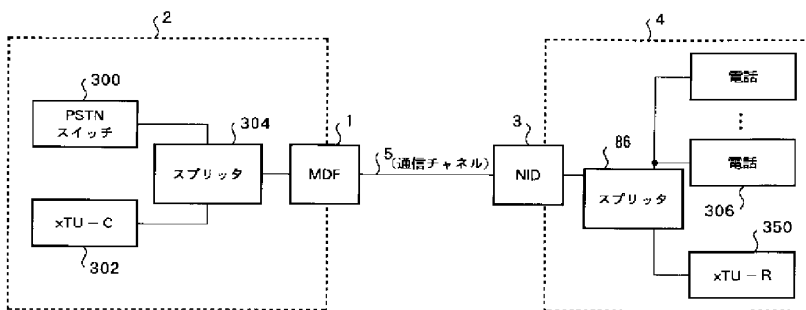 2
4
300
PSTN
スイッチ
304
スプリッタ
xTU－C
302
1
MDF
5(通信チャネル)
3
NID
86
スプリッタ
電話
⋮
電話
306
350
xTU－R